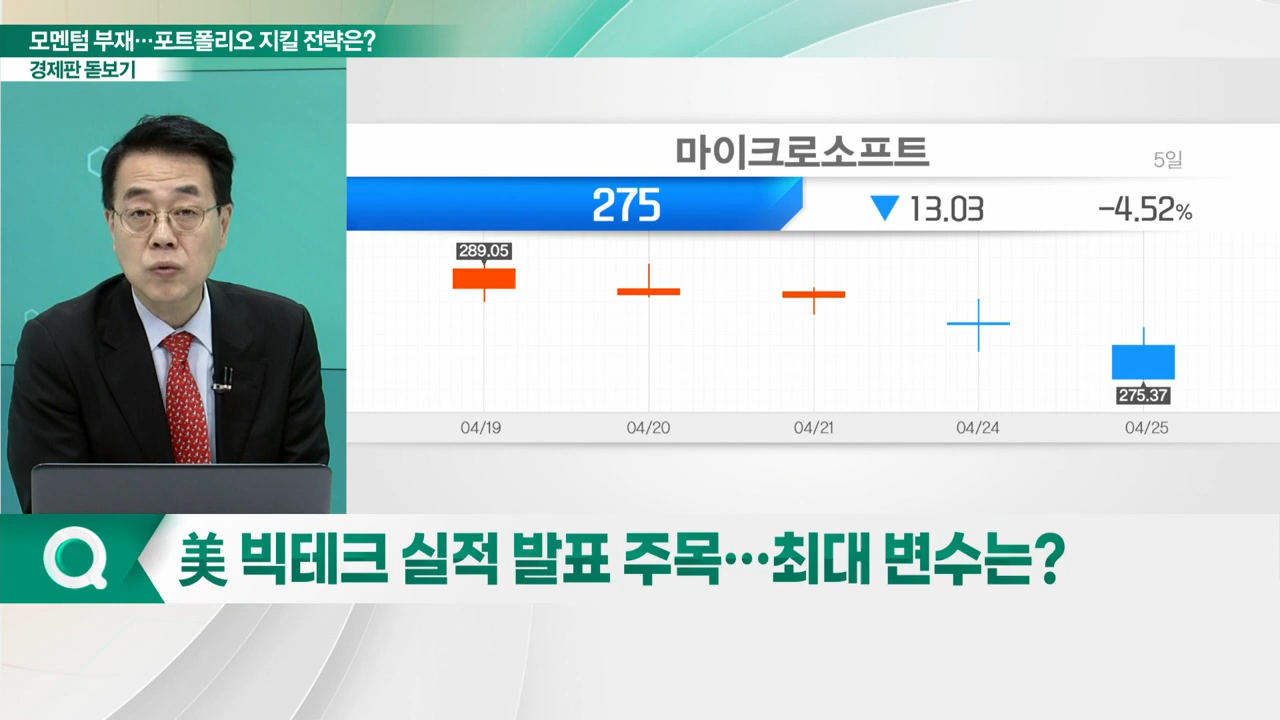 모멘텀 부재…포트폴리오 지킬 전략은?
경제판 돋보기
마이크로소프트
5일
275 ▼ 13.03 -4.52%
289.05
275.37
04/19 04/20 04/21 04/24 04/25
美 빅테크 실적 발표 주목…최대 변수는?